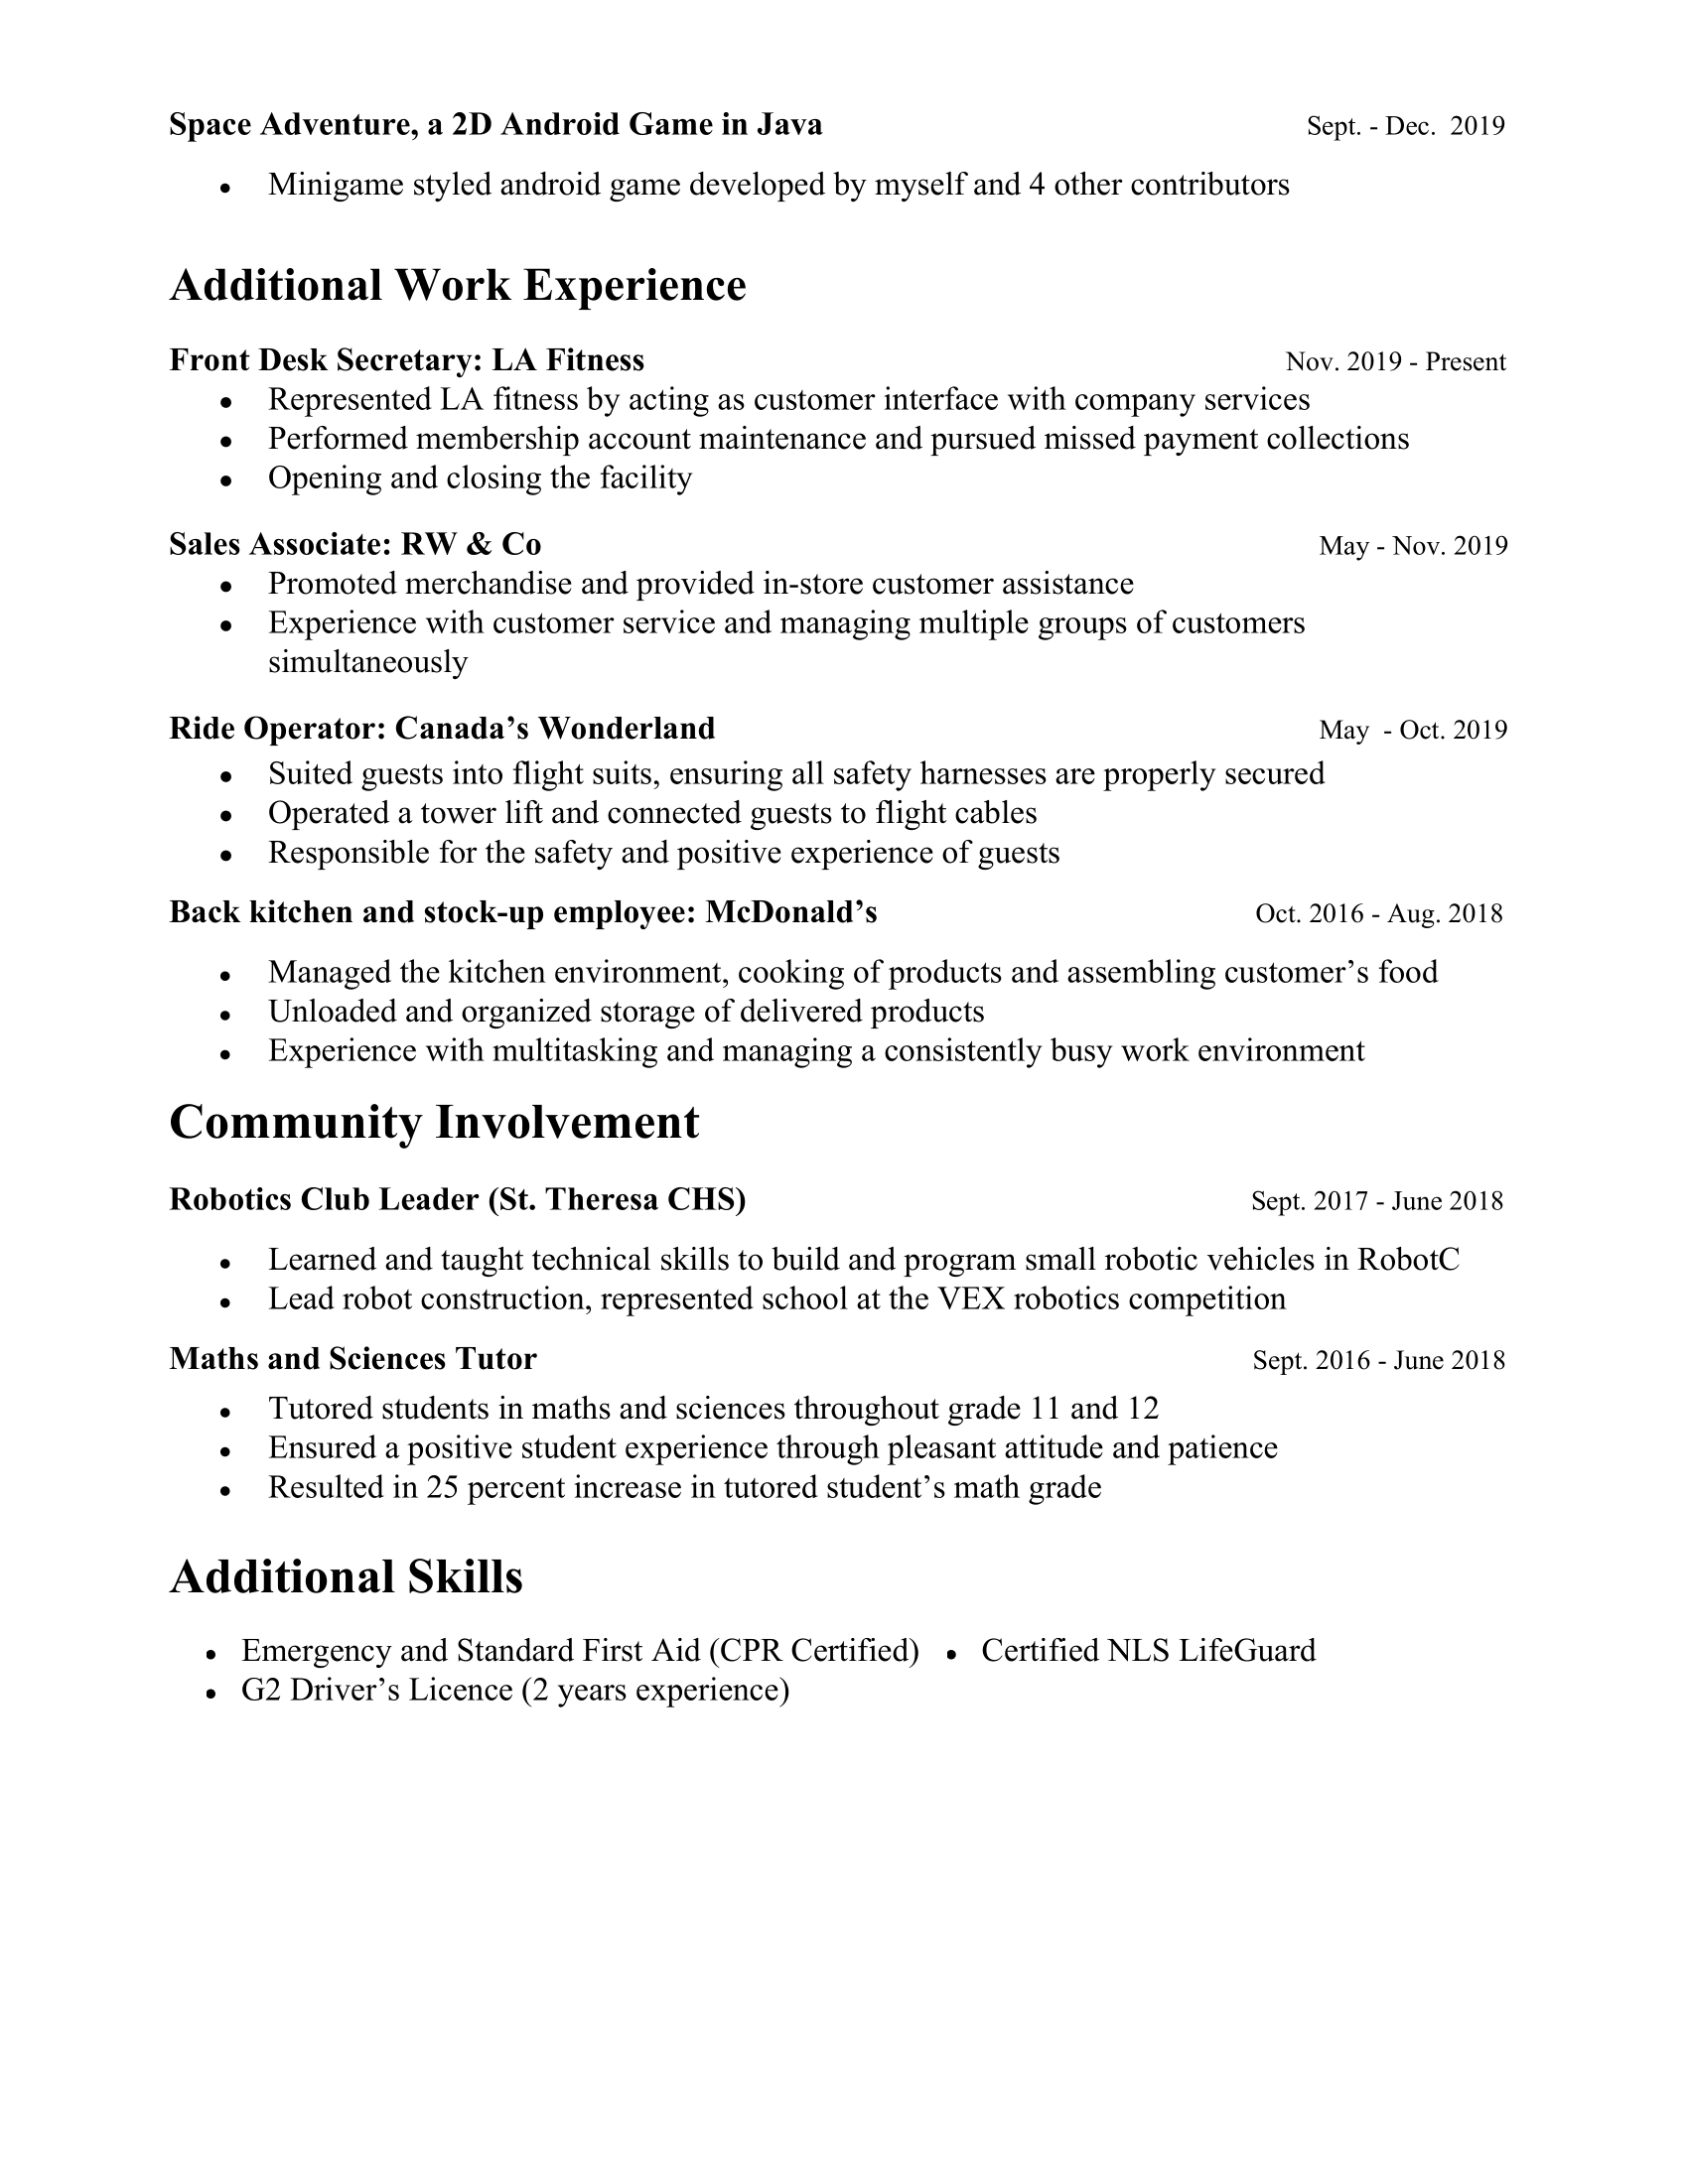 Space Adventure, a 2D Android Game in Java Sept. - Dec. 2019
● Minigame styled android game developed by myself and 4 other contributors
Additional Work Experience
Front Desk Secretary: LA Fitness Nov. 2019 - Present
● Represented LA fitness by acting as customer interface with company services
● Performed membership account maintenance and pursued missed payment collections
● Opening and closing the facility
Sales Associate: RW & Co May - Nov. 2019
● Promoted merchandise and provided in-store customer assistance
● Experience with customer service and managing multiple groups of customers
simultaneously
Ride Operator: Canada’s Wonderland May - Oct. 2019
● Suited guests into flight suits, ensuring all safety harnesses are properly secured
● Operated a tower lift and connected guests to flight cables
● Responsible for the safety and positive experience of guests
Back kitchen and stock-up employee: McDonald’s Oct. 2016 - Aug. 2018
● Managed the kitchen environment, cooking of products and assembling customer’s food
● Unloaded and organized storage of delivered products
● Experience with multitasking and managing a consistently busy work environment
Community Involvement
Robotics Club Leader (St. Theresa CHS) Sept. 2017 - June 2018
● Learned and taught technical skills to build and program small robotic vehicles in RobotC
● Lead robot construction, represented school at the VEX robotics competition
Maths and Sciences Tutor Sept. 2016 - June 2018
● Tutored students in maths and sciences throughout grade 11 and 12
● Ensured a positive student experience through pleasant attitude and patience
● Resulted in 25 percent increase in tutored student’s math grade
Additional Skills
● Emergency and Standard First Aid (CPR Certified) ● Certified NLS LifeGuard
● G2 Driver’s Licence (2 years experience)